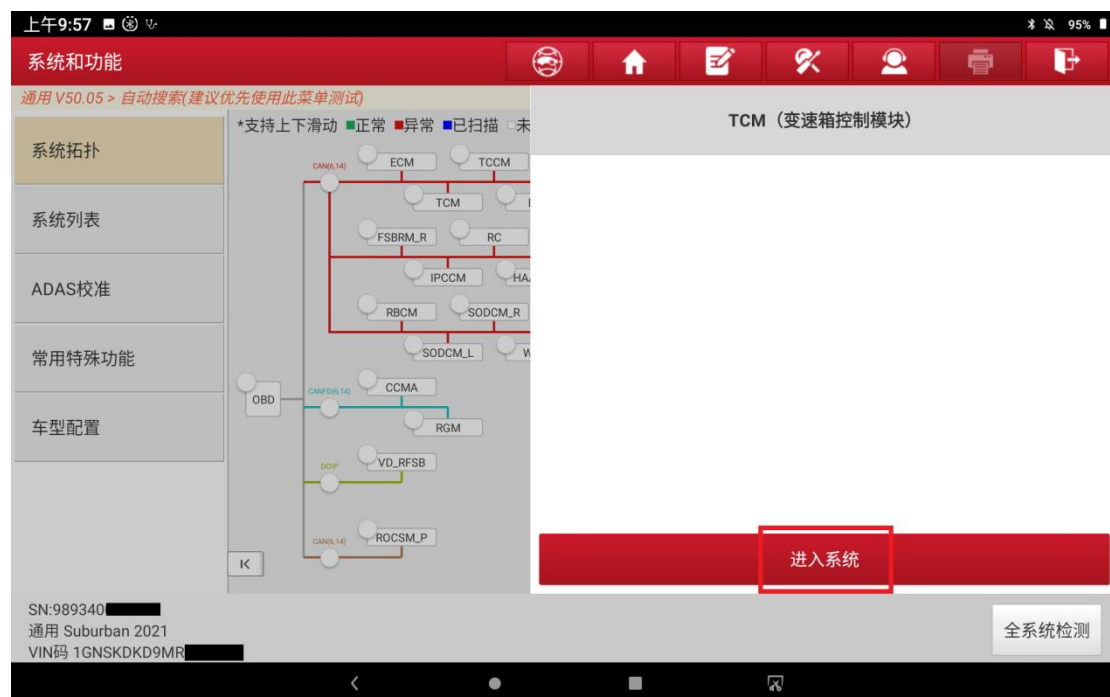 上午9:57
95%
系统和功能
通用 V50.05 > 自动搜索(建议优先使用此菜单测试)
系统拓扑
系统列表
ADAS校准
常用特殊功能
车型配置
*支持上下滑动 正常 异常 已扫描 未
CAN(6,14)
ECM
TCCM
TCM
FSBRM_R
RC
IPCCM
HA
RBCM
SODCM_R
SODCM_L
W
OBD
CANFD(6,14)
CCMA
RGM
DOIP
VD_RFSB
CAN(6,14)
ROCSM_P
TCM（变速箱控制模块）
进入系统
SN:989340
通用 Suburban 2021
VIN码 1GNSKDKD9MR
全系统检测